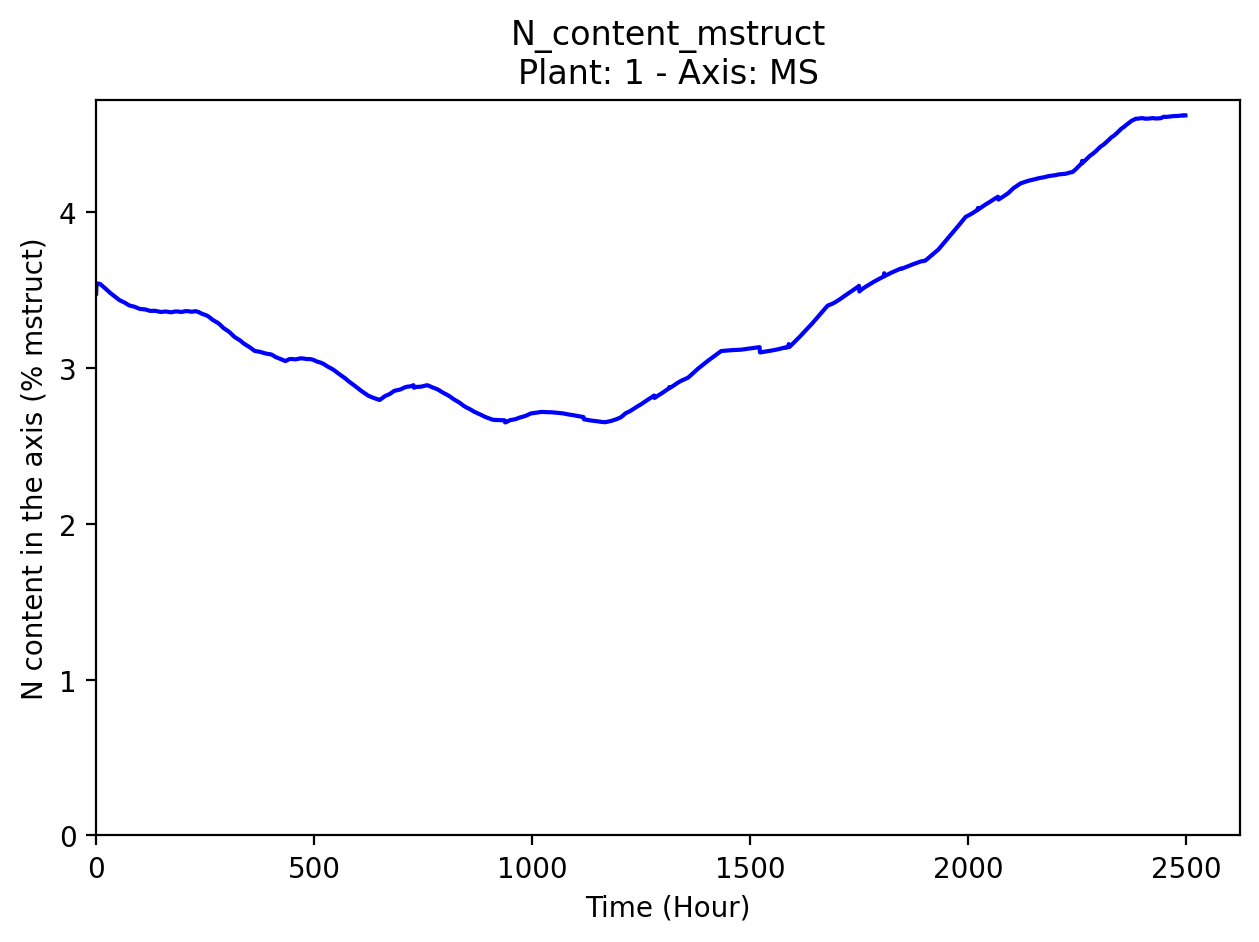 N_content_mstruct
Plant: 1 - Axis: MS
N content in the axis (% mstruct)
4
3
2
1
0
0 500 1000 1500 2000 2500
Time (Hour)